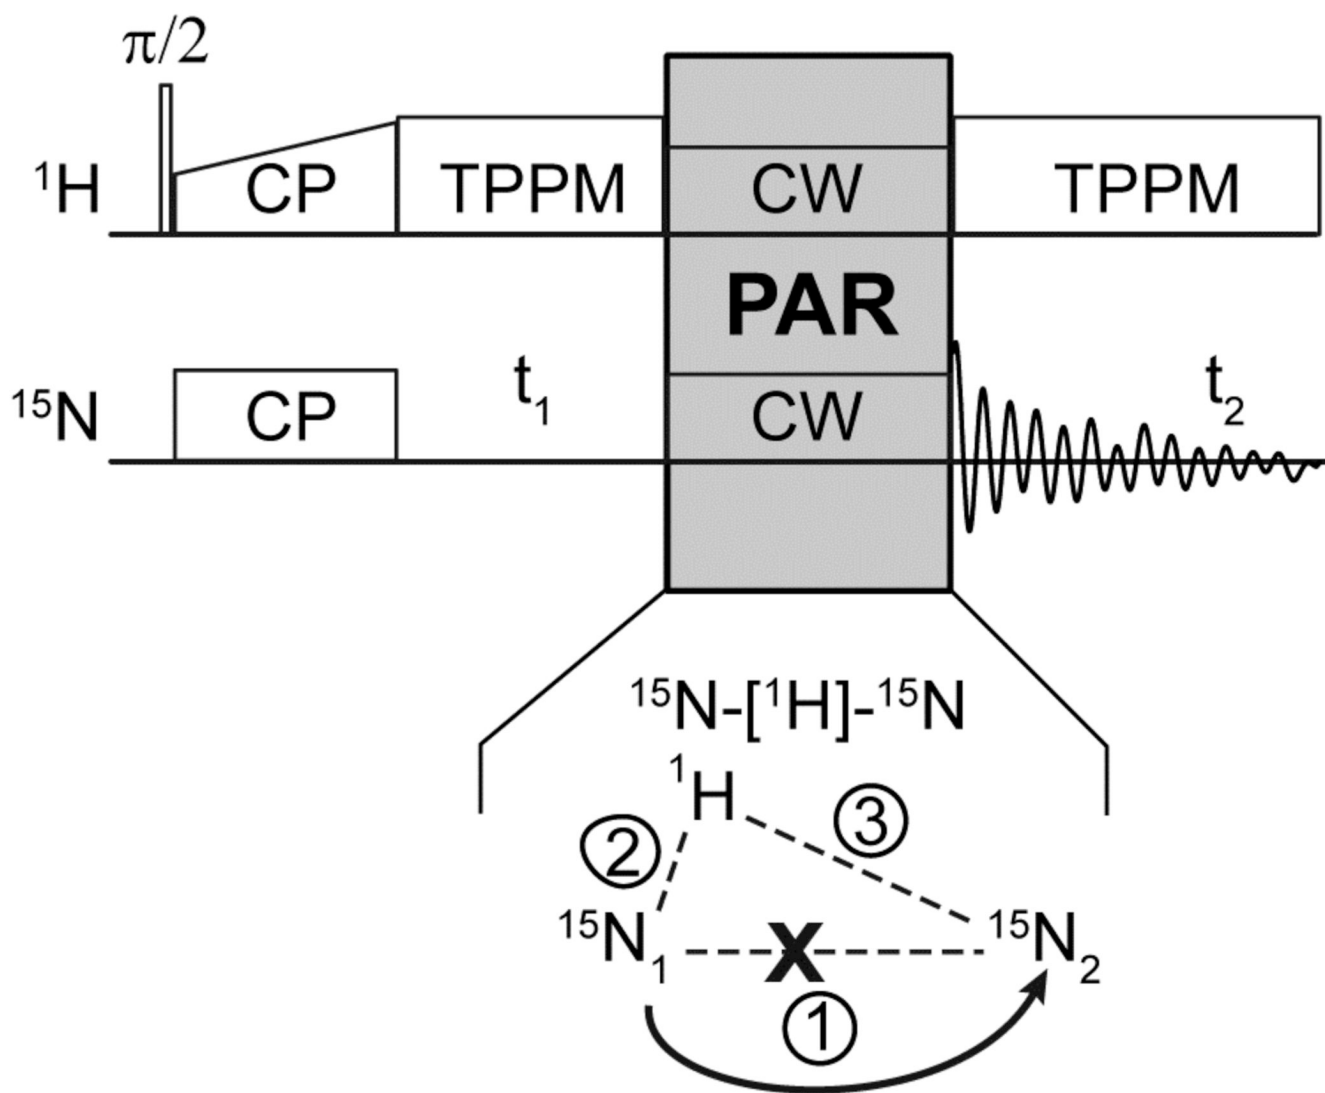 π/2
¹H CP TPPM CW TPPM
PAR
¹⁵N CP t₁ CW t₂
¹⁵N-[¹H]-¹⁵N
¹H
③
②
¹⁵N₁ X ¹⁵N₂
①